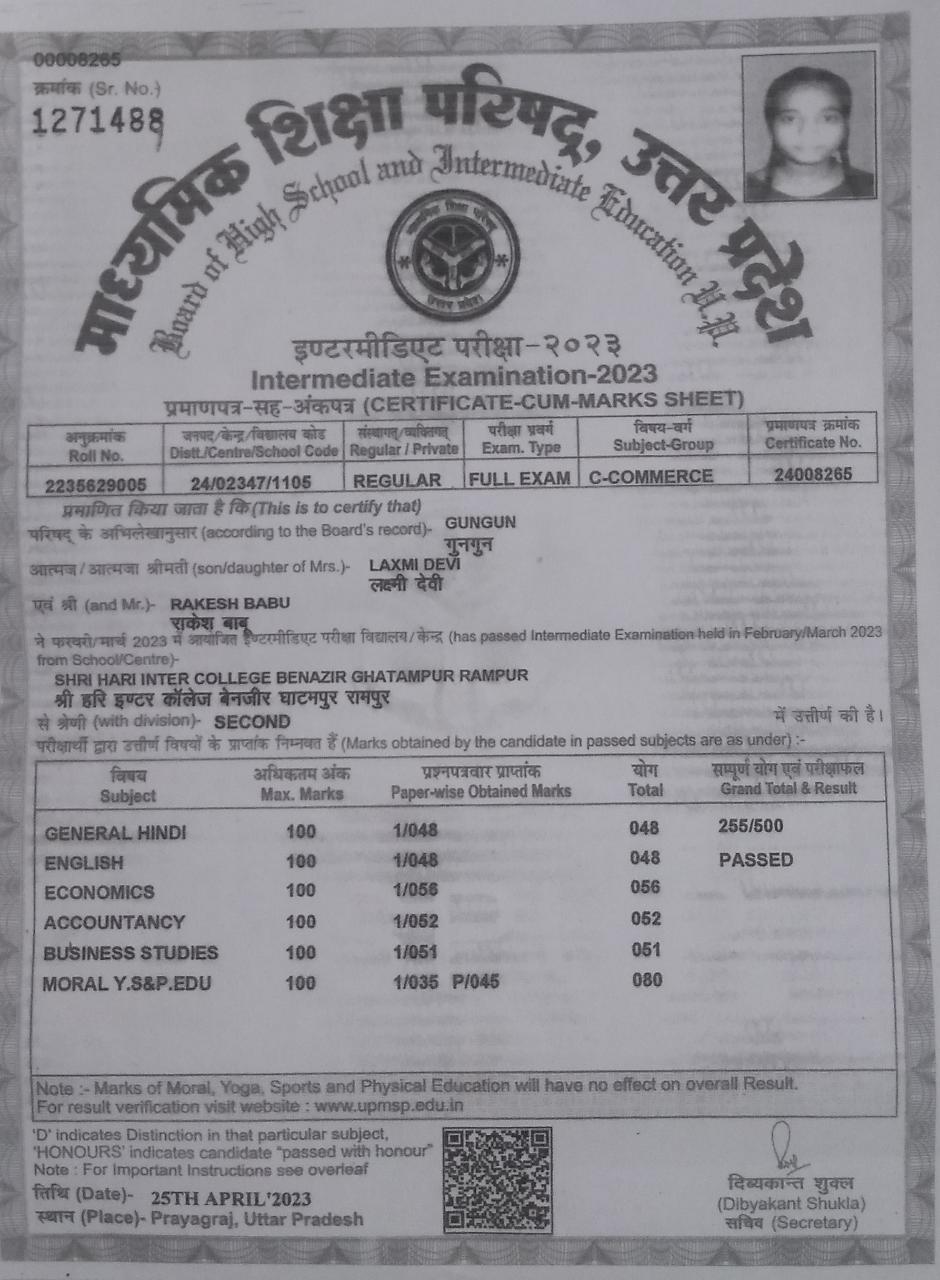 00008265
क्रमांक (Sr. No.)
1271488
माध्यमिक शिक्षा परिषद्, उत्तर प्रदेश
Board of High School and Intermediate Education U.P.
माध्यमिक शिक्षा परिषद्
उत्तर प्रदेश
इण्टरमीडिएट परीक्षा-२०२३
Intermediate Examination-2023
प्रमाणपत्र-सह-अंकपत्र (CERTIFICATE-CUM-MARKS SHEET)
अनुक्रमांक जनपद/केन्द्र/विद्यालय कोड संस्थागत्/व्यक्तिगत् परीक्षा प्रवर्ग विषय-वर्ग प्रमाणपत्र क्रमांक
Roll No. Distt./Centre/School Code Regular / Private Exam. Type Subject-Group Certificate No.
2235629005 24/02347/1105 REGULAR FULL EXAM C-COMMERCE 24008265
प्रमाणित किया जाता है कि(This is to certify that)
परिषद् के अभिलेखानुसार (according to the Board's record)- GUNGUN
गुनगुन
आत्मज/आत्मजा श्रीमती (son/daughter of Mrs.)- LAXMI DEVI
लक्ष्मी देवी
एवं श्री (and Mr.)- RAKESH BABU
राकेश बाबू
ने फरवरी/मार्च 2023 में आयोजित इण्टरमीडिएट परीक्षा विद्यालय/केन्द्र (has passed Intermediate Examination held in February/March 2023
from School/Centre)-
SHRI HARI INTER COLLEGE BENAZIR GHATAMPUR RAMPUR
श्री हरि इण्टर कॉलेज बेनजीर घाटमपुर रामपुर
से श्रेणी (with division)- SECOND में उत्तीर्ण की है।
परीक्षार्थी द्वारा उत्तीर्ण विषयों के प्राप्तांक निम्नवत हैं (Marks obtained by the candidate in passed subjects are as under) :-
विषय अधिकतम अंक प्रश्नपत्रवार प्राप्तांक योग सम्पूर्ण योग एवं परीक्षाफल
Subject Max. Marks Paper-wise Obtained Marks Total Grand Total & Result
GENERAL HINDI 100 1/048 048 255/500
ENGLISH 100 1/048 048 PASSED
ECONOMICS 100 1/056 056
ACCOUNTANCY 100 1/052 052
BUSINESS STUDIES 100 1/051 051
MORAL Y.S&P.EDU 100 1/035 P/045 080
Note :- Marks of Moral, Yoga, Sports and Physical Education will have no effect on overall Result.
For result verification visit website : www.upmsp.edu.in
'D' indicates Distinction in that particular subject,
'HONOURS' indicates candidate "passed with honour"
Note : For Important Instructions see overleaf
तिथि (Date)- 25TH APRIL'2023
स्थान (Place)- Prayagraj, Uttar Pradesh
दिब्यकान्त शुक्ल
(Dibyakant Shukla)
सचिव (Secretary)